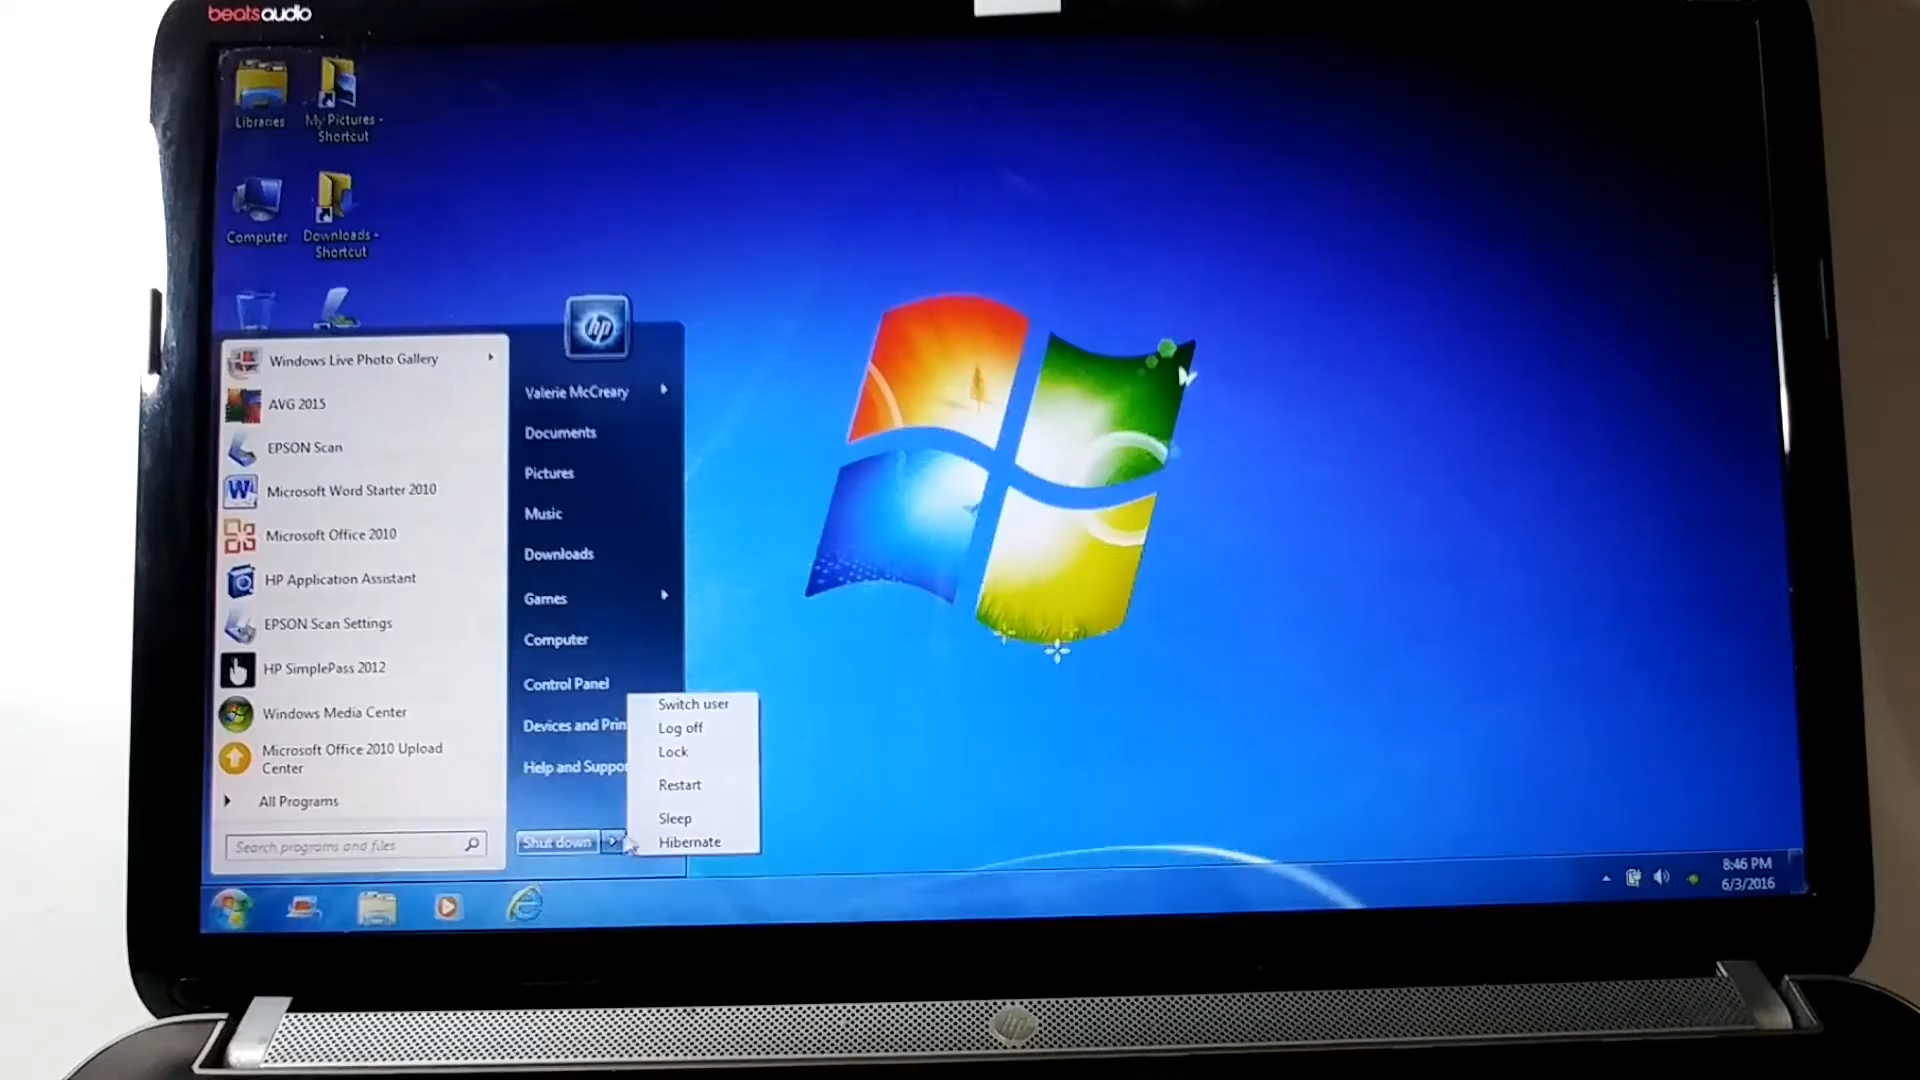 beatsaudio
Libraries
My Pictures -
Shortcut
Computer
Downloads -
Shortcut
hp
Windows Live Photo Gallery
AVG 2015
EPSON Scan
Microsoft Word Starter 2010
Microsoft Office 2010
HP Application Assistant
EPSON Scan Settings
HP SimplePass 2012
Windows Media Center
Microsoft Office 2010 Upload
Center
All Programs
Search programs and files
Valerie McCreary
Documents
Pictures
Music
Downloads
Games
Computer
Control Panel
Devices and Prin
Help and Suppor
Shut down
Switch user
Log off
Lock
Restart
Sleep
Hibernate
8:46 PM
6/3/2016
hp